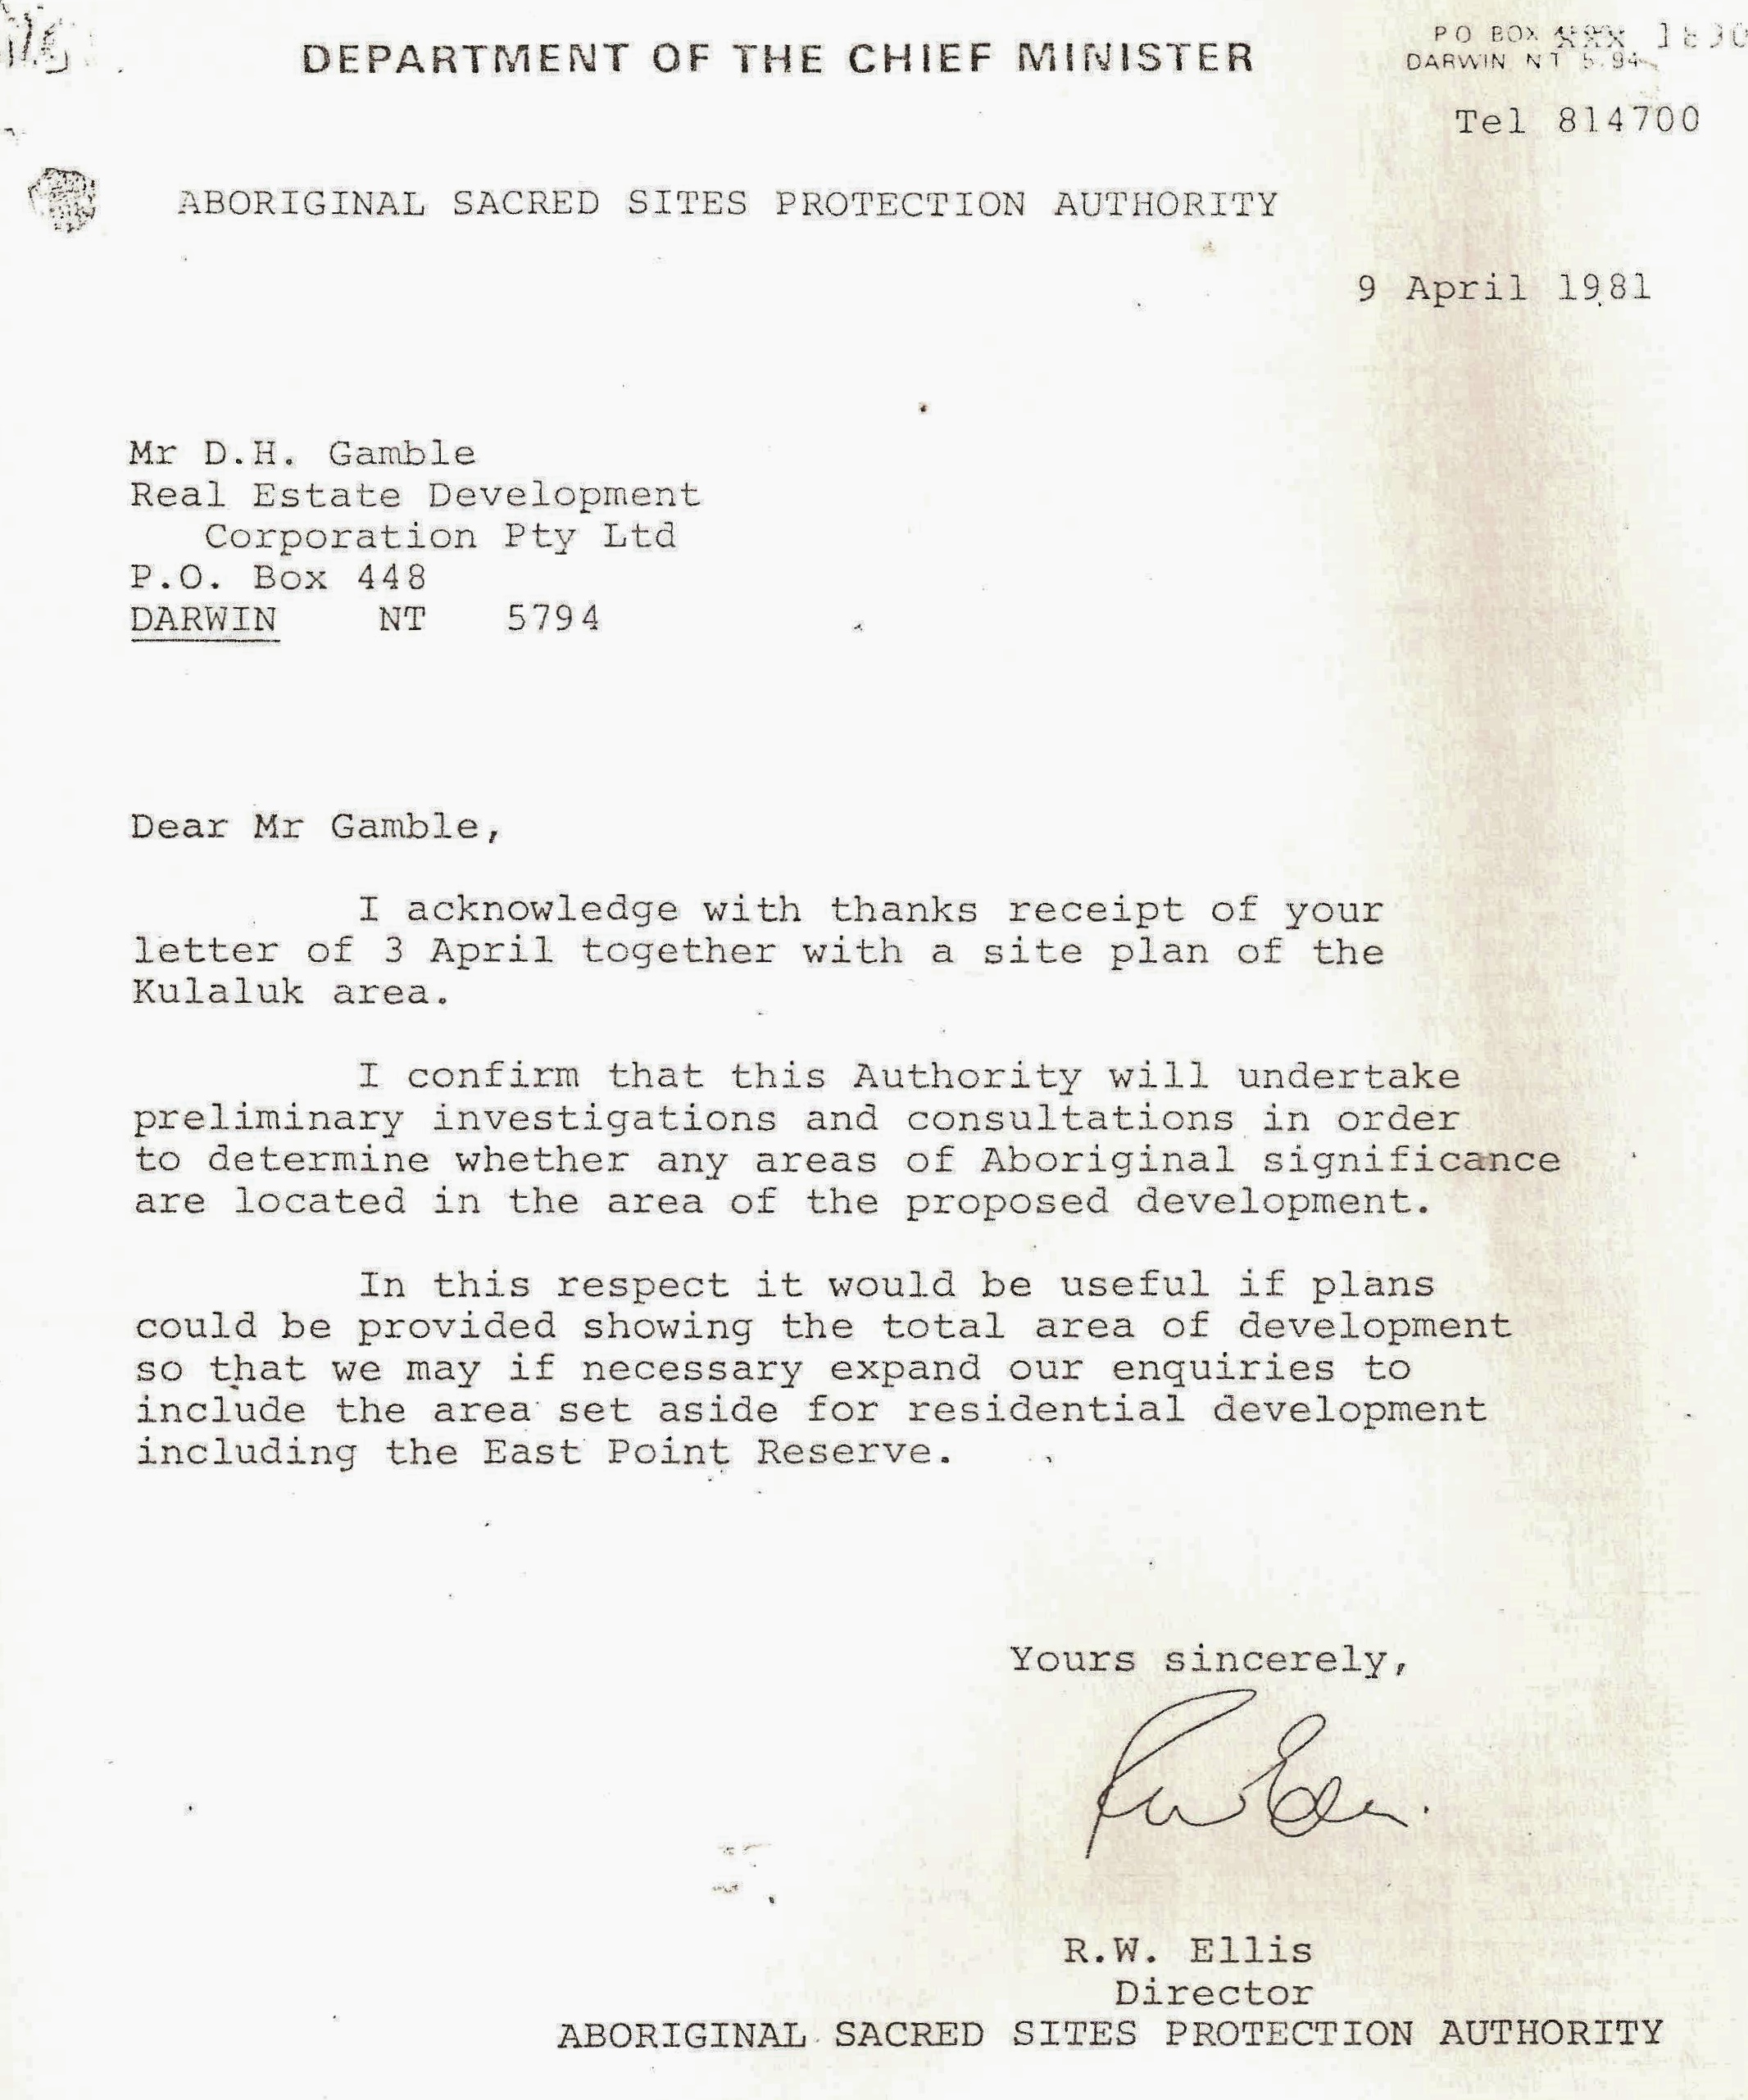 DEPARTMENT OF THE CHIEF MINISTER
PO BOX
DARWIN NT
Tel 814700
ABORIGINAL SACRED SITES PROTECTION AUTHORITY
9 April 1981
Mr D.H. Gamble
Real Estate Development
Corporation Pty Ltd
P.O. Box 448
DARWIN NT 5794
Dear Mr Gamble,
I acknowledge with thanks receipt of your
letter of 3 April together with a site plan of the
Kulaluk area.
I confirm that this Authority will undertake
preliminary investigations and consultations in order
to determine whether any areas of Aboriginal significance
are located in the area of the proposed development.
In this respect it would be useful if plans
could be provided showing the total area of development
so that we may if necessary expand our enquiries to
include the area set aside for residential development
including the East Point Reserve.
Yours sincerely,
R.W. Ellis
Director
ABORIGINAL SACRED SITES PROTECTION AUTHORITY